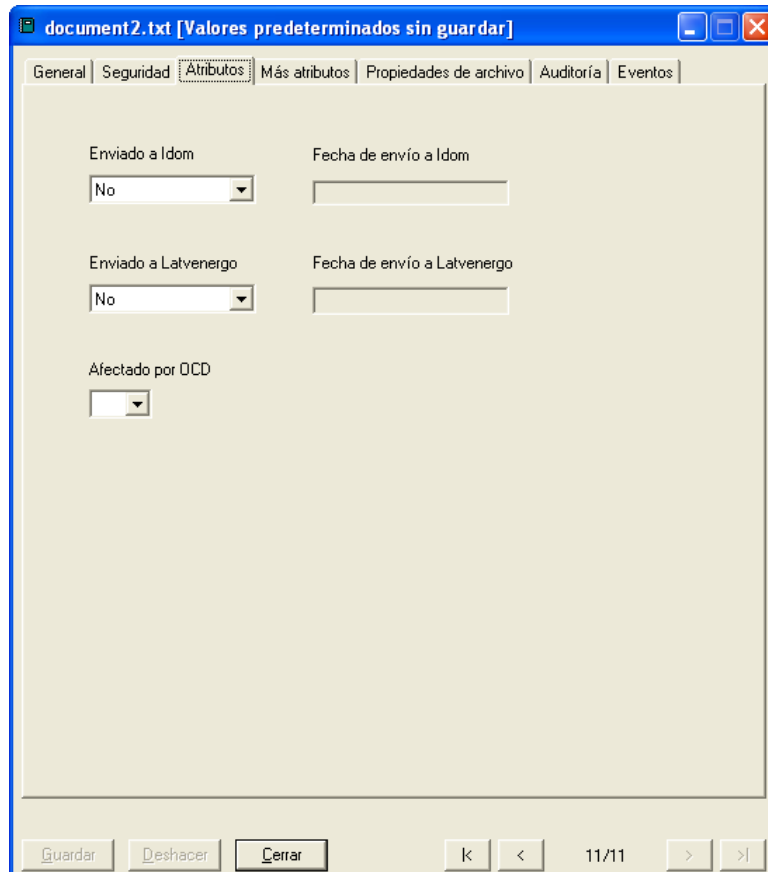 document2.txt [Valores predeterminados sin guardar]
General Seguridad Atributos Más atributos Propiedades de archivo Auditoría Eventos
Enviado a Idom Fecha de envío a Idom
No
Enviado a Latvenergo Fecha de envío a Latvenergo
No
Afectado por OCD
Guardar Deshacer Cerrar |< < 11/11 > >|